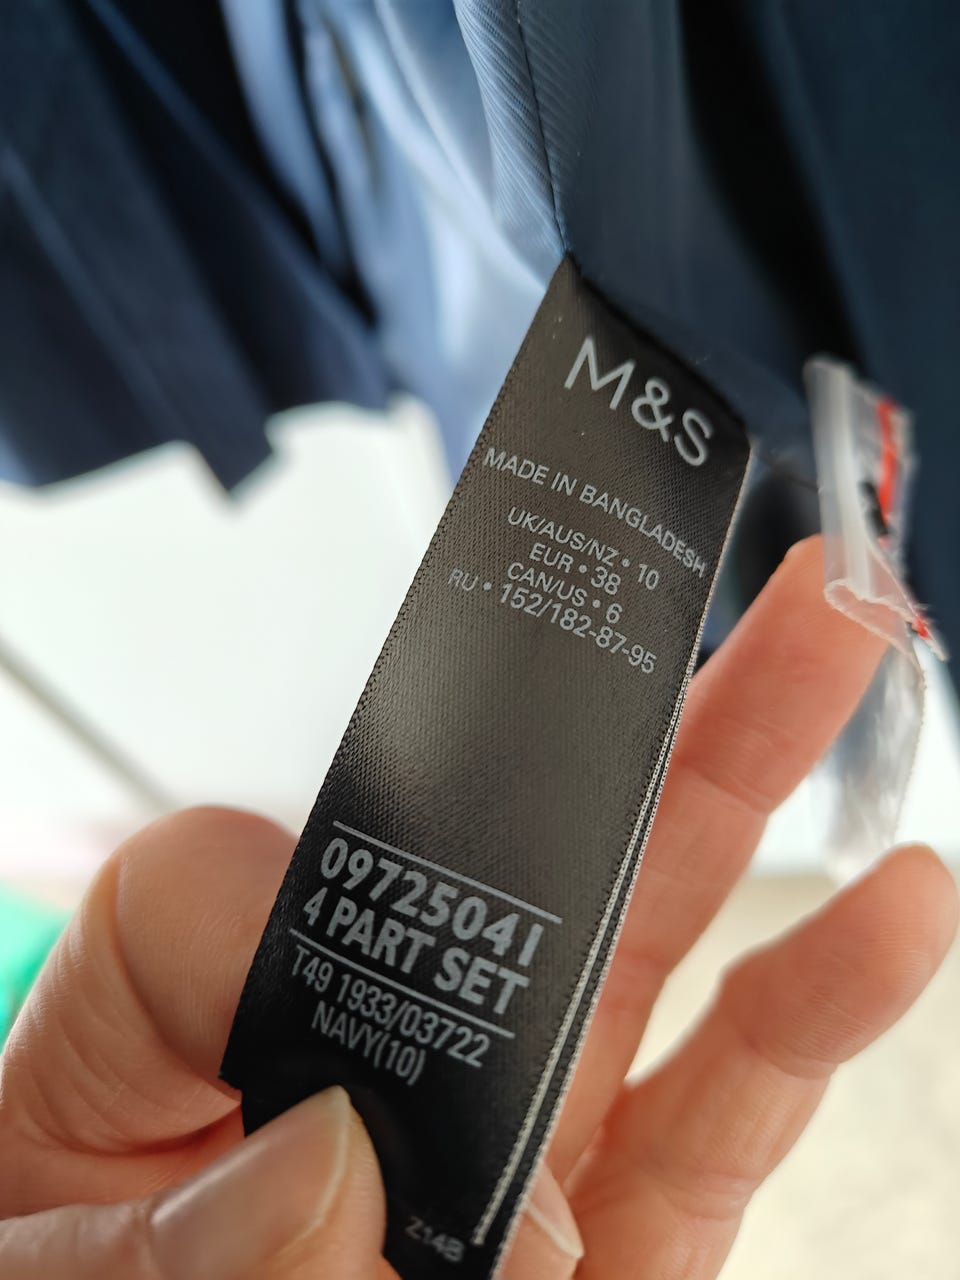 M&S
MADE IN BANGLADESH
UK/AUS/NZ • 10
EUR • 38
CAN/US • 6
RU • 152/182-87-95
09725041
4 PART SET
T49 1933/03722
NAVY(10)
Z14B